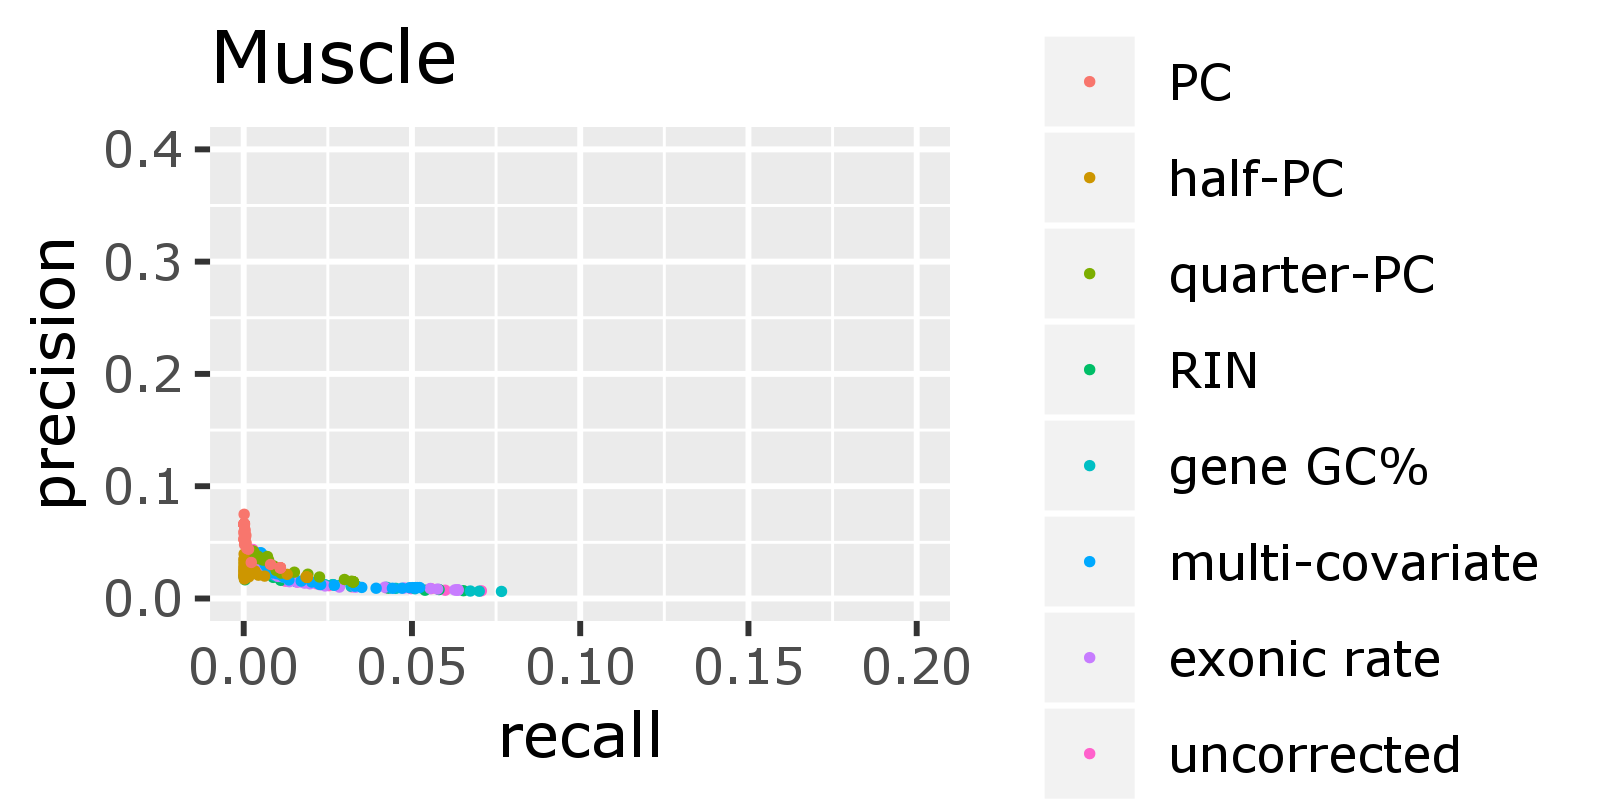 Muscle
0.4
0.3
0.2
0.1
0.0
precision
0.00 0.05 0.10 0.15 0.20
recall
PC
half-PC
quarter-PC
RIN
gene GC%
multi-covariate
exonic rate
uncorrected